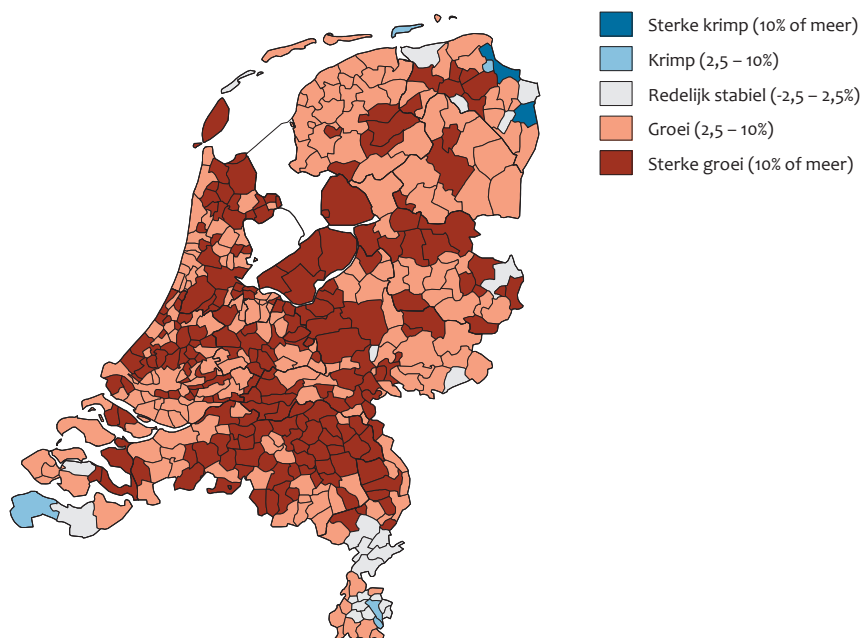 Sterke krimp (10% of meer)
Krimp (2,5 – 10%)
Redelijk stabiel (-2,5 – 2,5%)
Groei (2,5 – 10%)
Sterke groei (10% of meer)